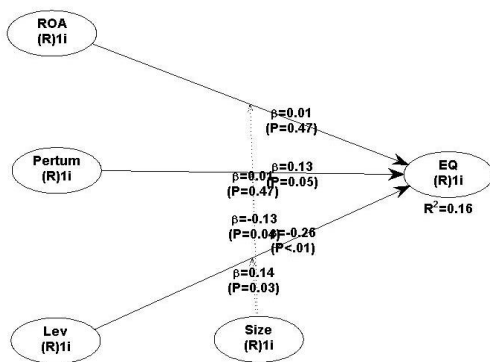 ROA
(R)1i
β=0.01
(P=0.47)
Pertum
(R)1i
β=0.13
(P=0.05)
EQ
(R)1i
R²=0.16
β=0.01
(P=0.47)
β=-0.13
(P=0.04)
β=-0.26
(P<.01)
β=0.14
(P=0.03)
Lev
(R)1i
Size
(R)1i